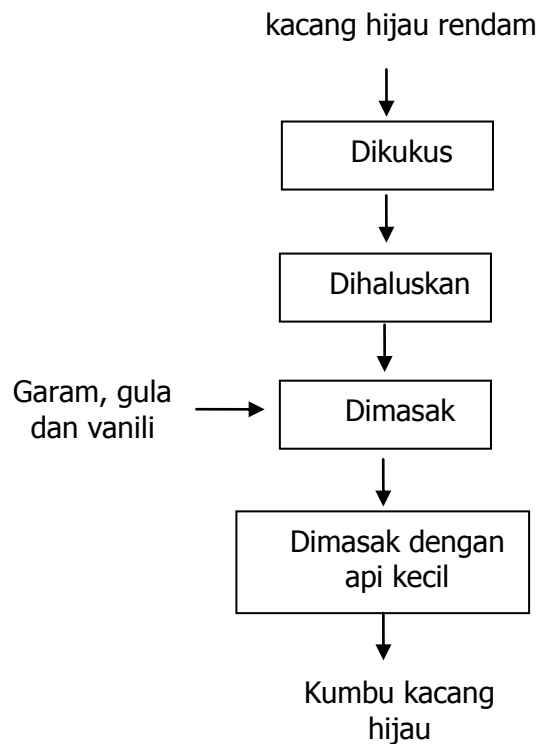 kacang hijau rendam
Dikukus
Dihaluskan
Garam, gula
dan vanili
Dimasak
Dimasak dengan
api kecil
Kumbu kacang
hijau